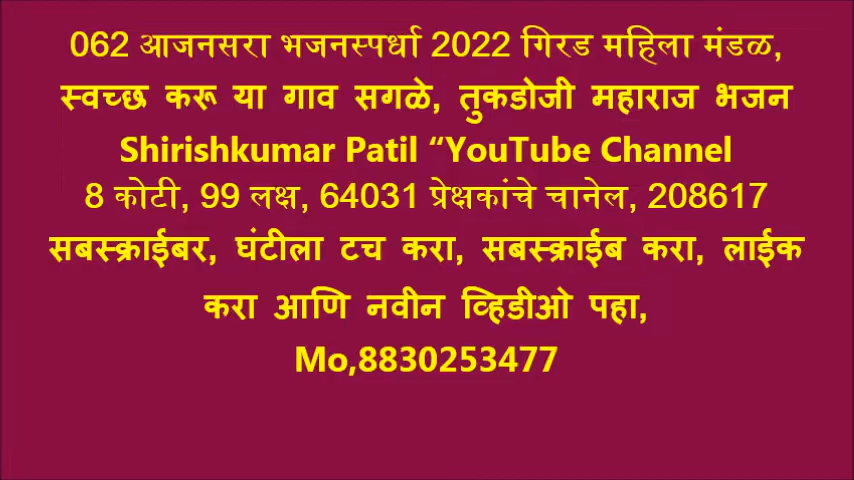 062 आजनसरा भजनस्पर्धा 2022 गिरड महिला मंडळ,
स्वच्छ करू या गाव सगळे, तुकडोजी महाराज भजन
Shirishkumar Patil “YouTube Channel
8 कोटी, 99 लक्ष, 64031 प्रेक्षकांचे चानेल, 208617
सबस्क्राईबर, घंटीला टच करा, सबस्क्राईब करा, लाईक
करा आणि नवीन व्हिडीओ पहा,
Mo,8830253477